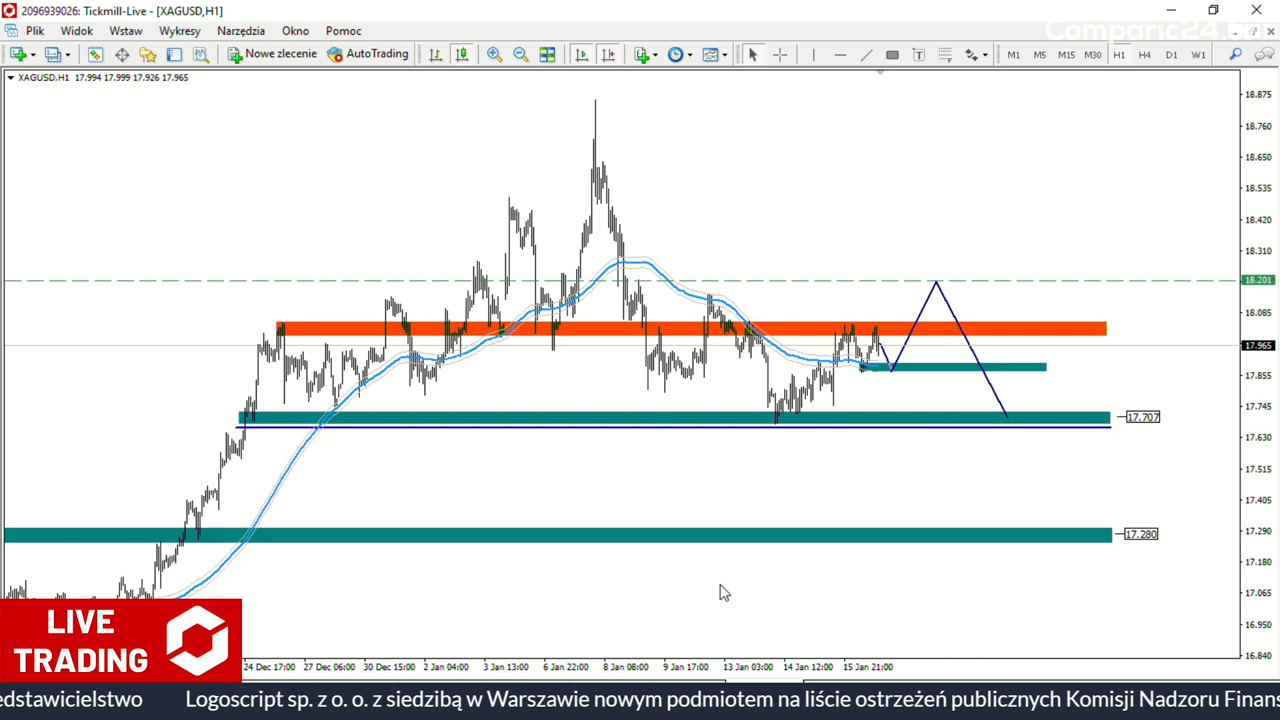 2096939026: Tickmill-Live - [XAGUSD,H1]
Comparic24.
Plik Widok Wstaw Wykresy Narzędzia Okno Pomoc
Nowe zlecenie AutoTrading M1 M5 M15 M30 H1 H4 D1 W1
XAGUSD,H1 17.994 17.999 17.926 17.965
18.875
18.760
18.650
18.535
18.420
18.310
18.201
18.085
17.965
17.855
17.745
17.707
17.630
17.515
17.405
17.290
17.280
17.180
17.065
16.950
16.840
LIVE
TRADING
24 Dec 17:00 27 Dec 06:00 30 Dec 15:00 2 Jan 04:00 3 Jan 13:00 6 Jan 22:00 8 Jan 08:00 9 Jan 17:00 13 Jan 03:00 14 Jan 12:00 15 Jan 21:00
edstawicielstwo Logoscript sp. z o. o. z siedzibą w Warszawie nowym podmiotem na liście ostrzeżeń publicznych Komisji Nadzoru Finans